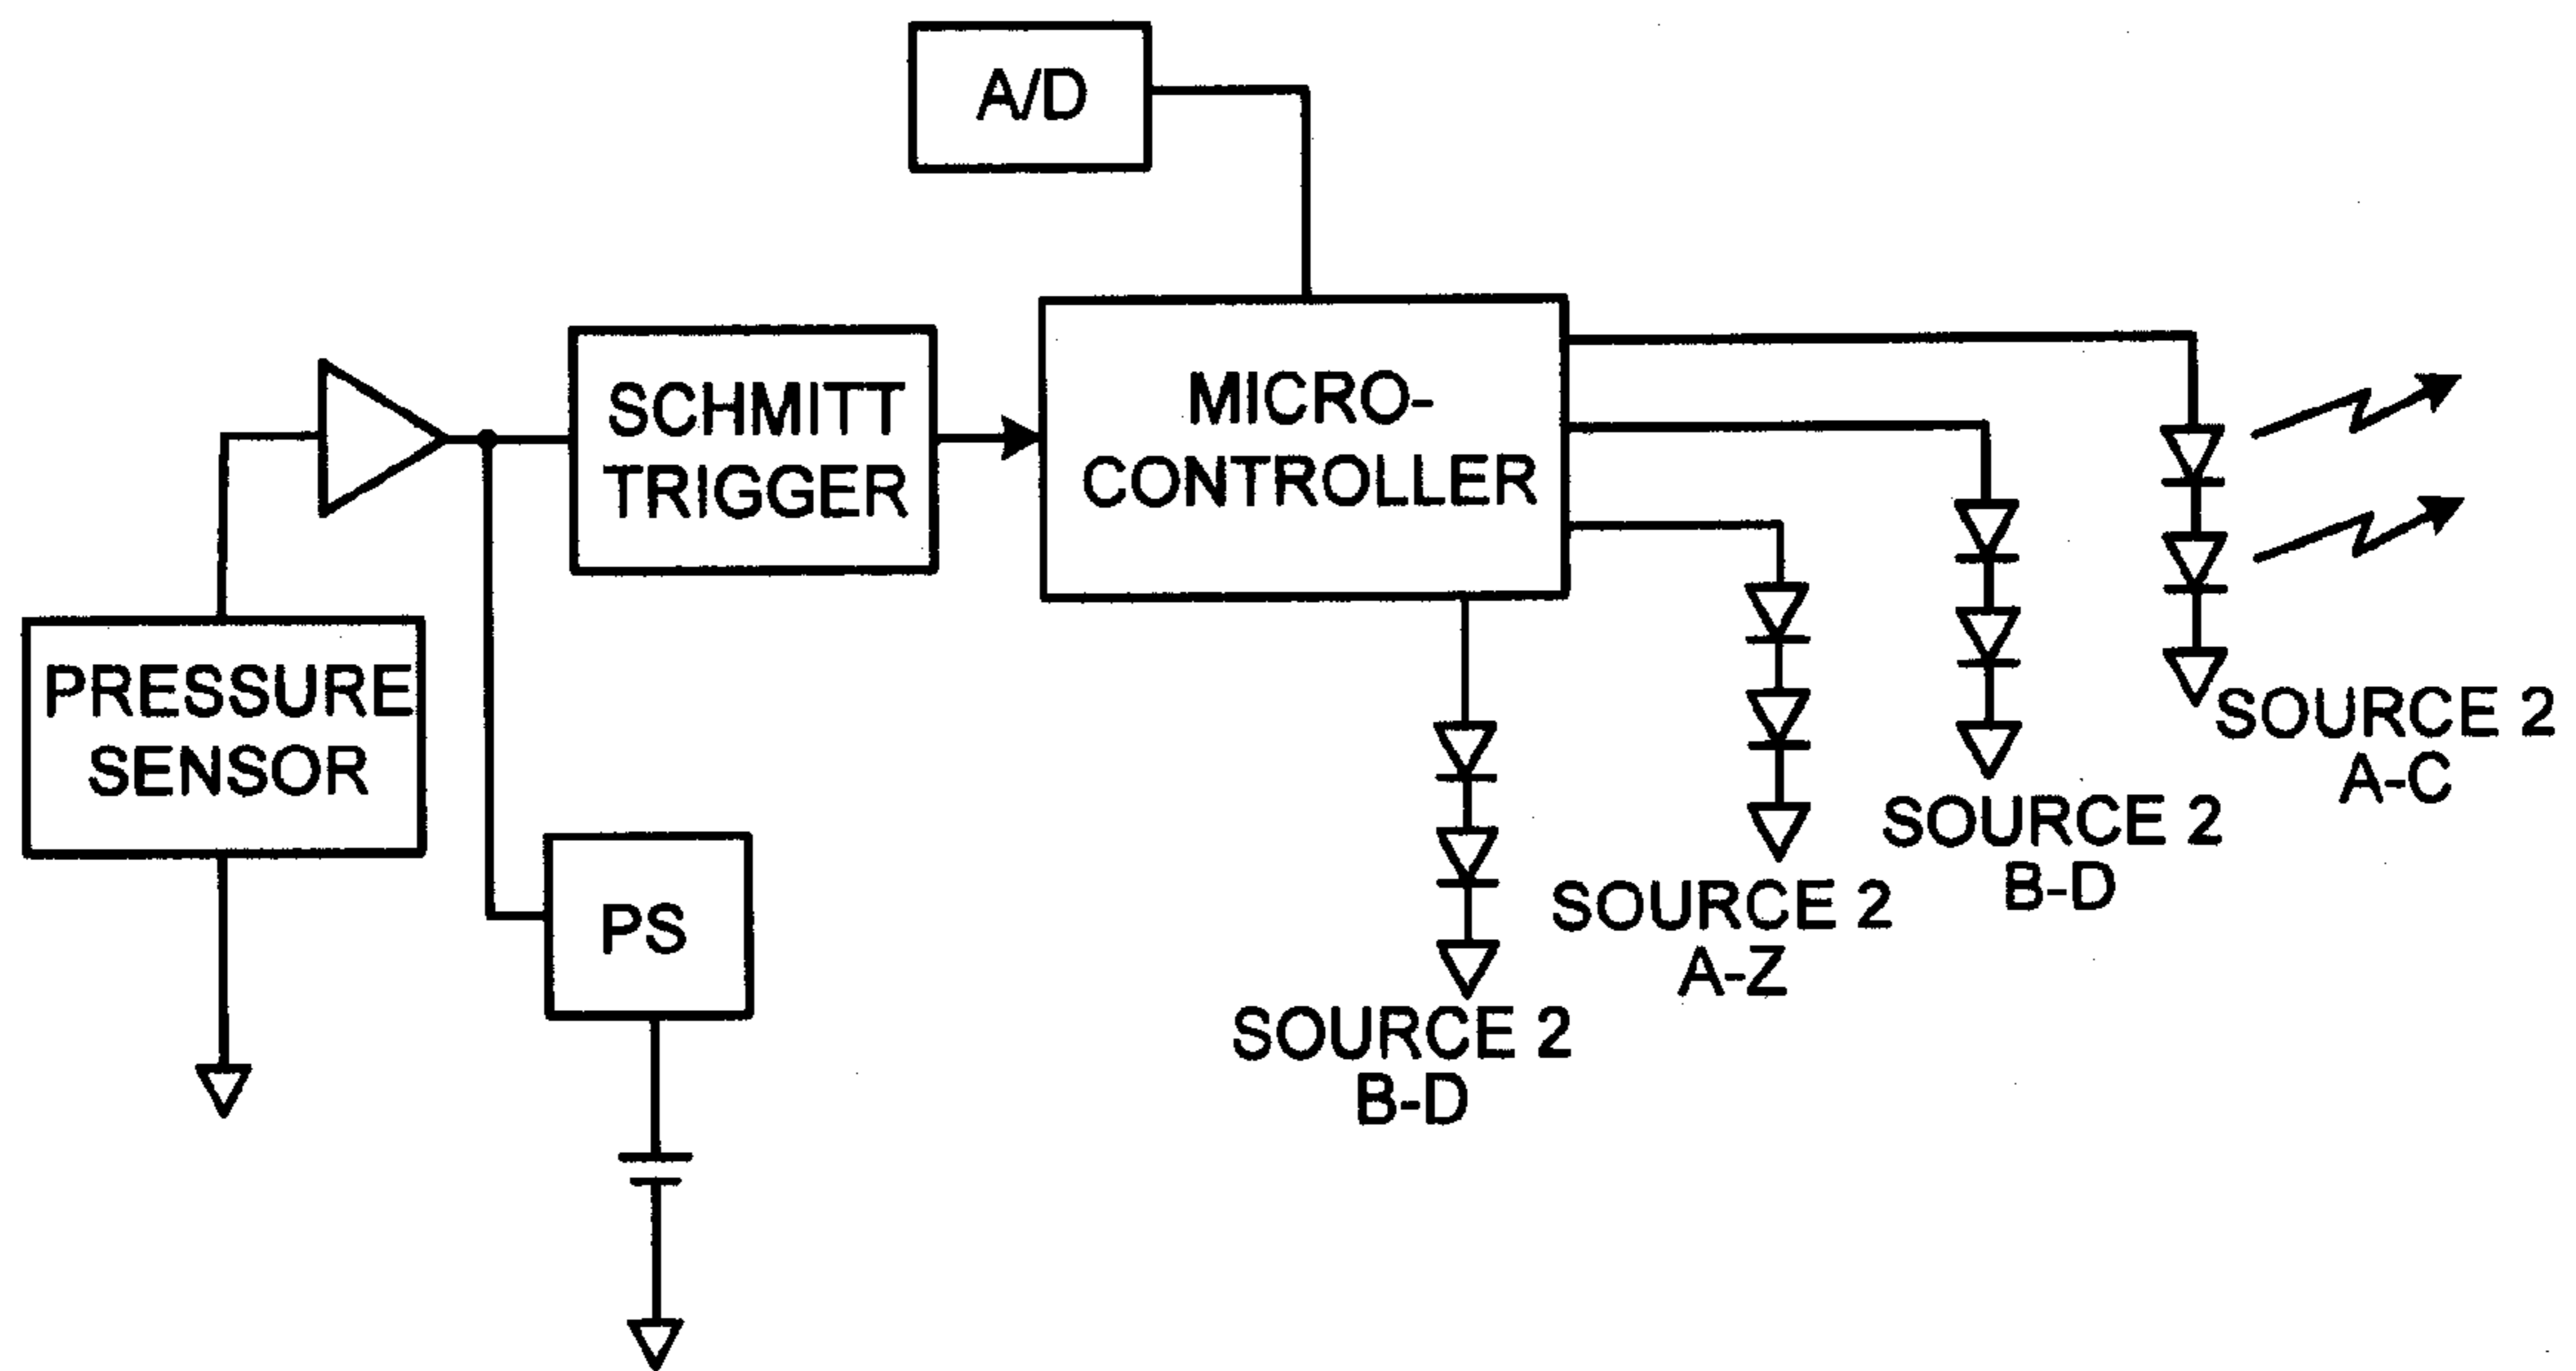 A/D
SCHMITT
TRIGGER
MICRO-
CONTROLLER
PRESSURE
SENSOR
PS
SOURCE 2
A-C
SOURCE 2
B-D
SOURCE 2
A-Z
SOURCE 2
B-D